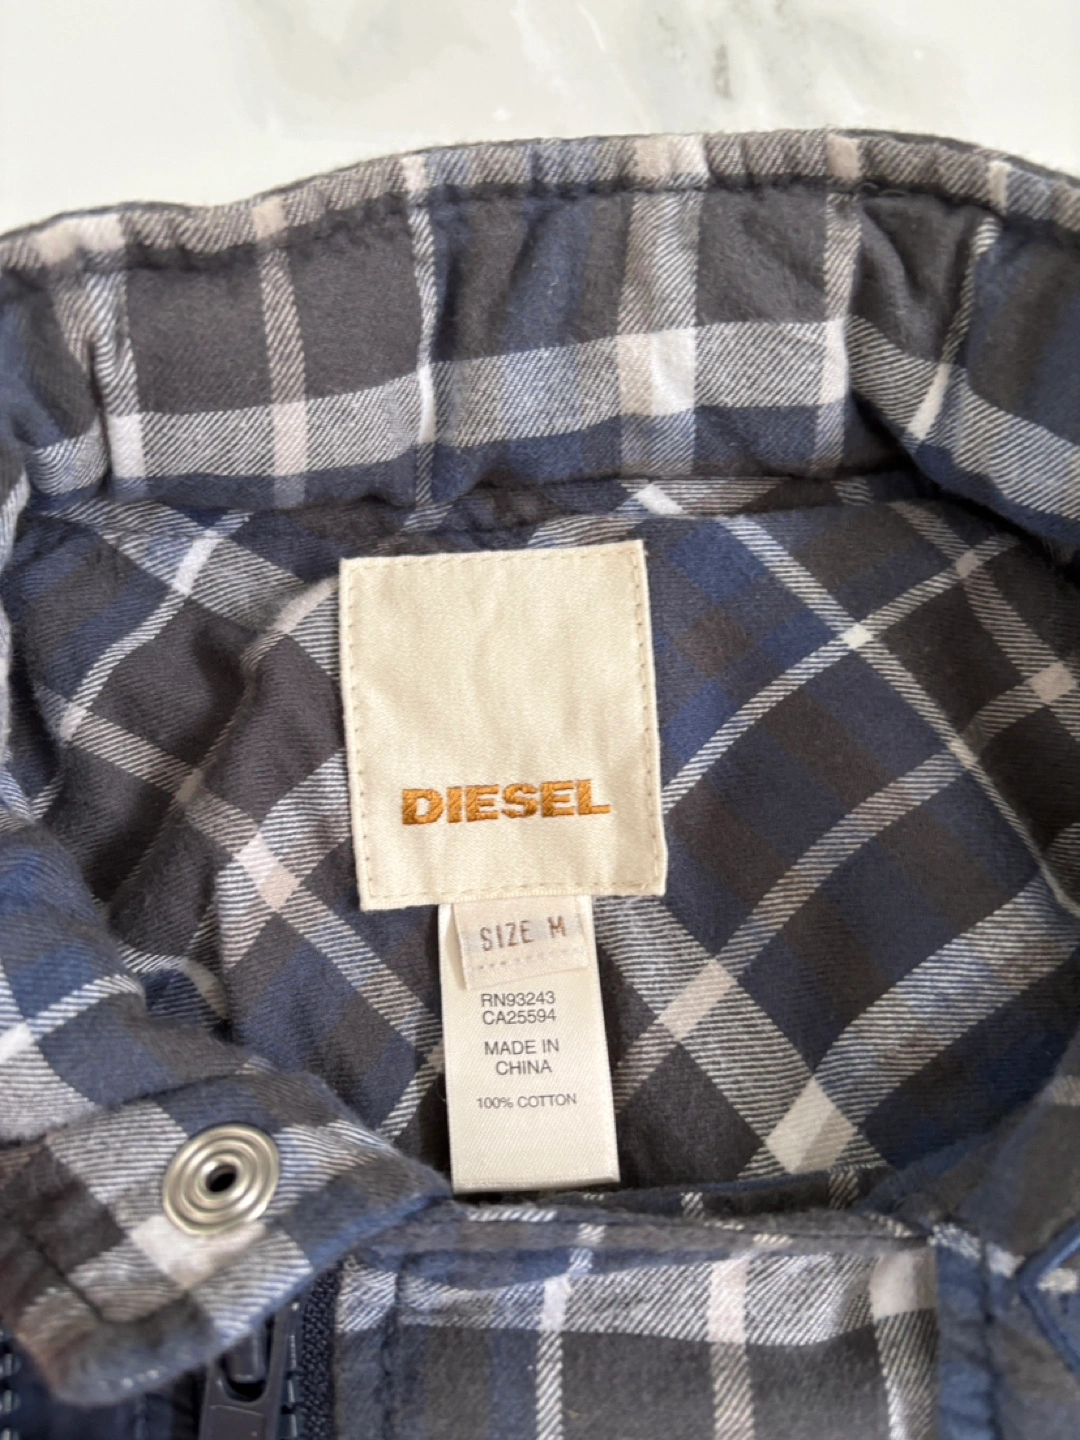 DIESEL
SIZE M
RN93243
CA25594
MADE IN
CHINA
100% COTTON